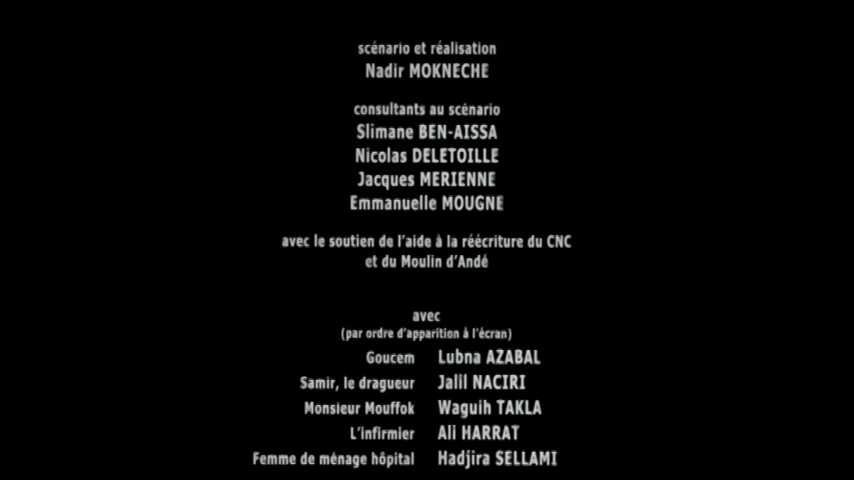 scénario et réalisation
Nadir MOKNECHE
consultants au scénario
Slimane BEN-AISSA
Nicolas DELETOILLE
Jacques MERIENNE
Emmanuelle MOUGNE
avec le soutien de l'aide à la réécriture du CNC
et du Moulin d'Andé
avec
(par ordre d'apparition à l'écran)
Goucem Lubna AZABAL
Samir, le dragueur Jalil NACIRI
Monsieur Mouffok Waguih TAKLA
L'infirmier Ali HARRAT
Femme de ménage hôpital Hadjira SELLAMI